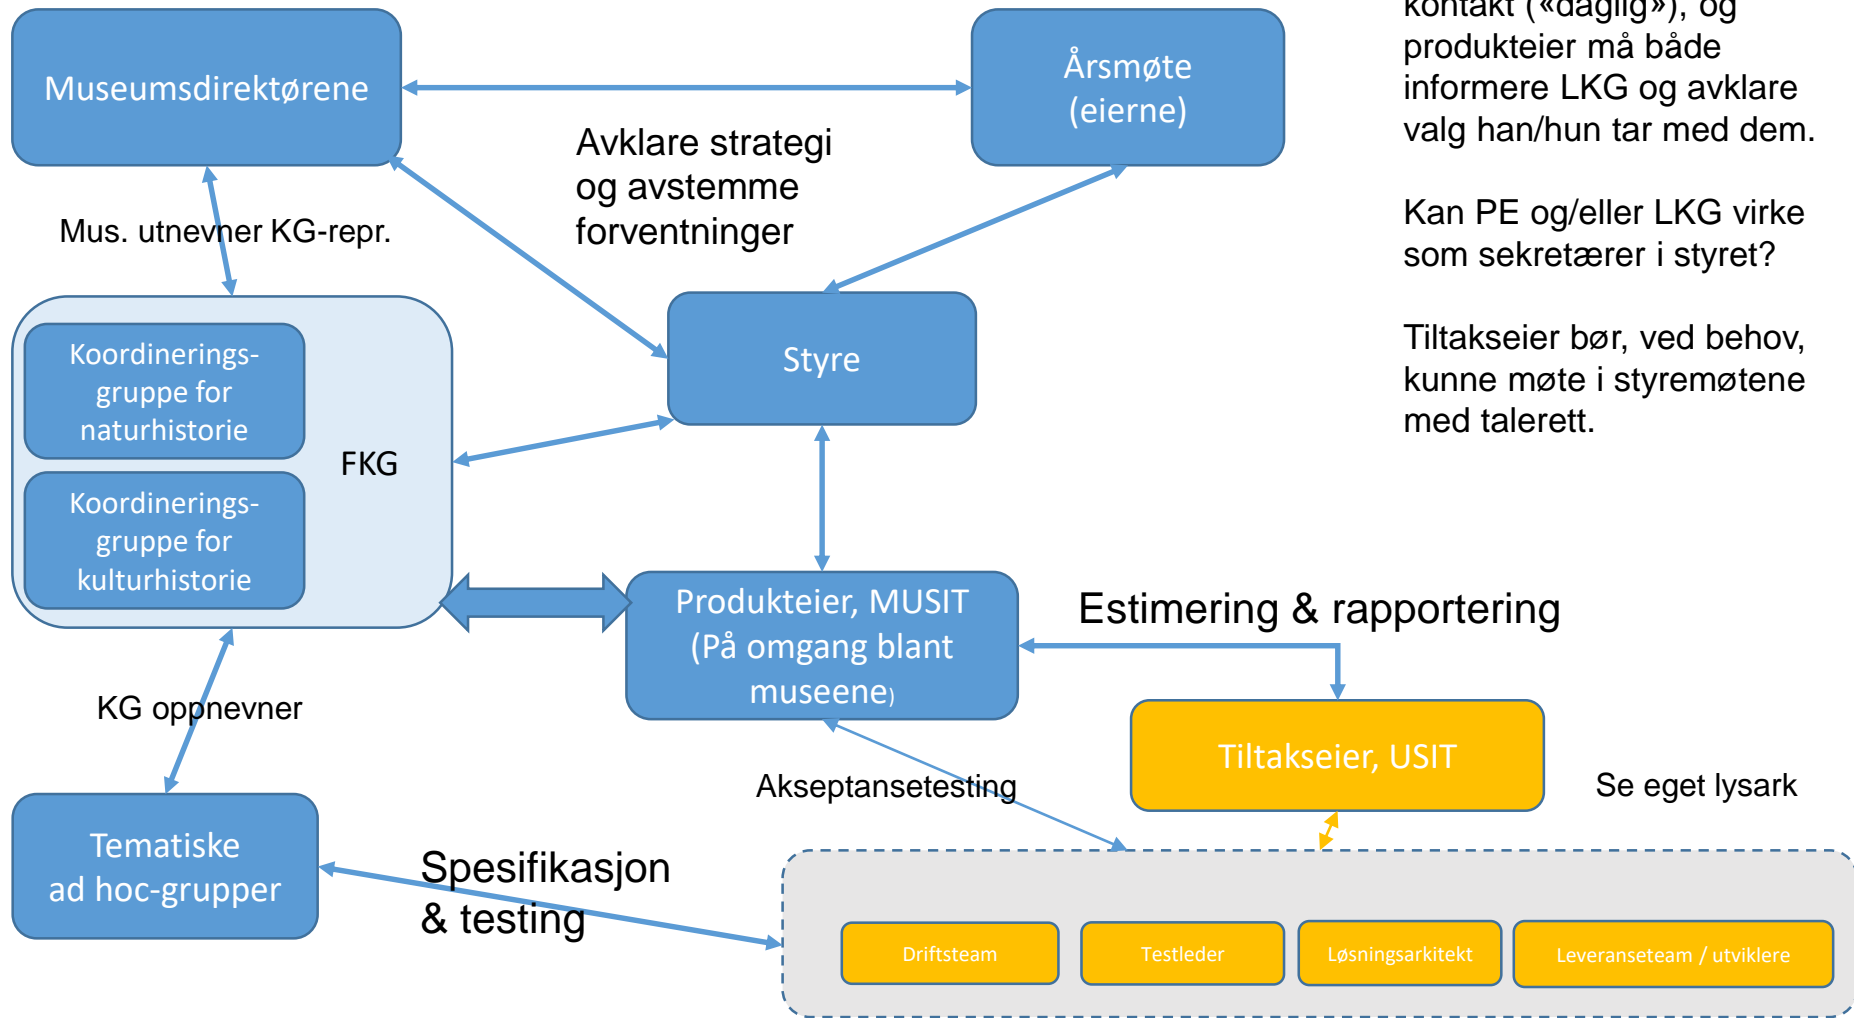 Museumsdirektørene
Årsmøte
(eierne)
kontakt («daglig»), og
produkteier må både
informere LKG og avklare
valg han/hun tar med dem.
Kan PE og/eller LKG virke
som sekretærer i styret?
Tiltakseier bør, ved behov,
kunne møte i styremøtene
med talerett.
Avklare strategi
og avstemme
forventninger
Mus. utnevner KG-repr.
Koordinerings-
gruppe for
naturhistorie
Koordinerings-
gruppe for
kulturhistorie
FKG
Styre
Produkteier, MUSIT
(På omgang blant
museene)
Estimering & rapportering
KG oppnevner
Tiltakseier, USIT
Akseptansetesting
Se eget lysark
Tematiske
ad hoc-grupper
Spesifikasjon
& testing
Driftsteam
Testleder
Løsningsarkitekt
Leveranseteam / utviklere